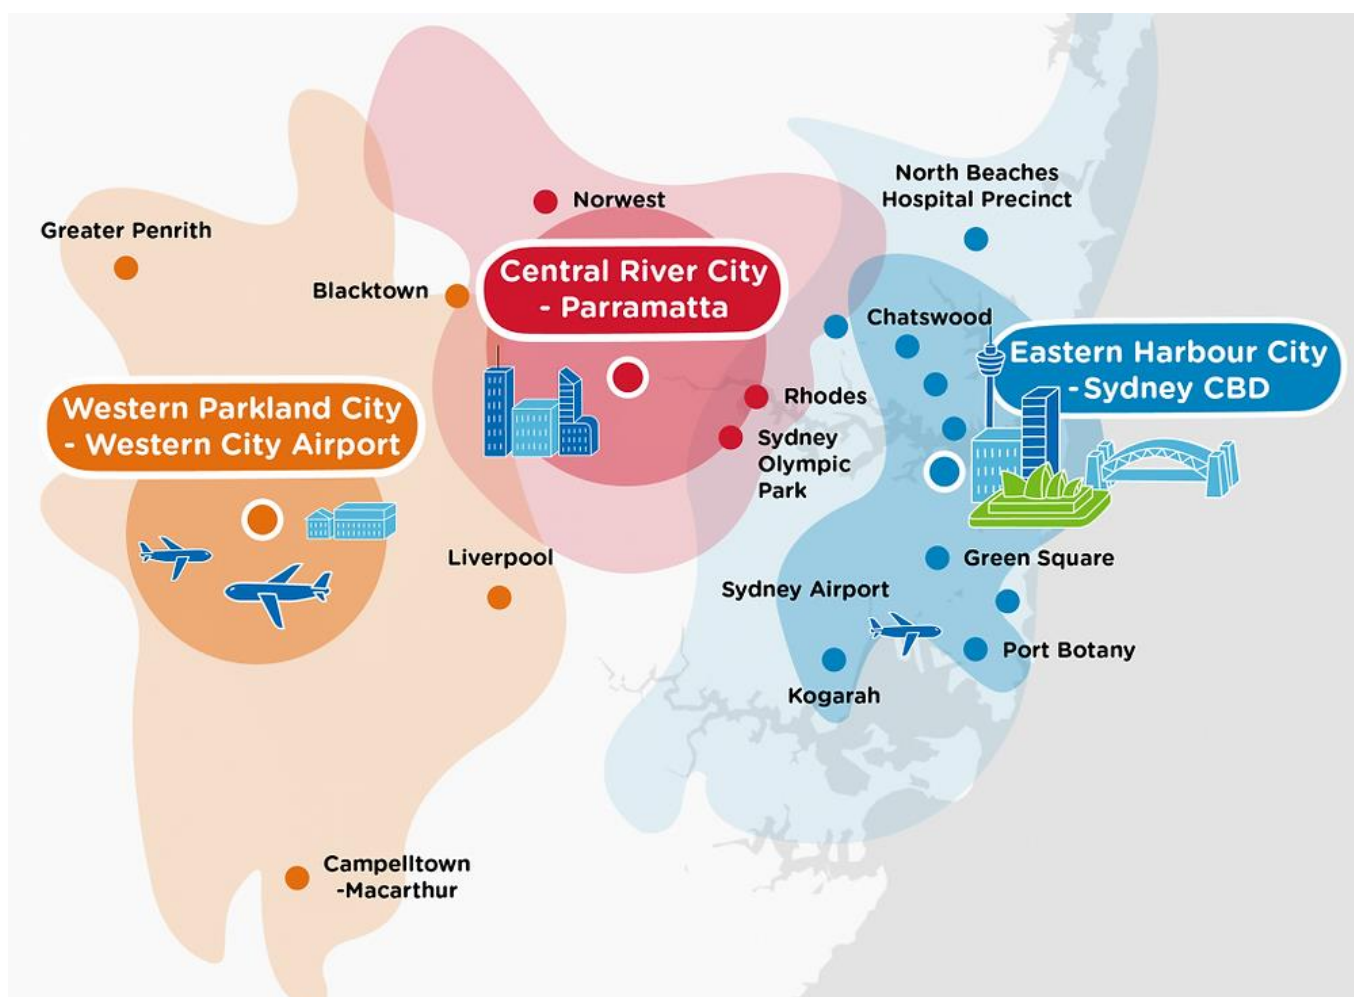 North Beaches
Hospital Precinct
Norwest
Greater Penrith
Central River City
- Parramatta
Blacktown
Chatswood
Eastern Harbour City
-Sydney CBD
Rhodes
Western Parkland City
- Western City Airport
Sydney
Olympic
Park
Liverpool
Green Square
Sydney Airport
Port Botany
Kogarah
Campelltown
-Macarthur